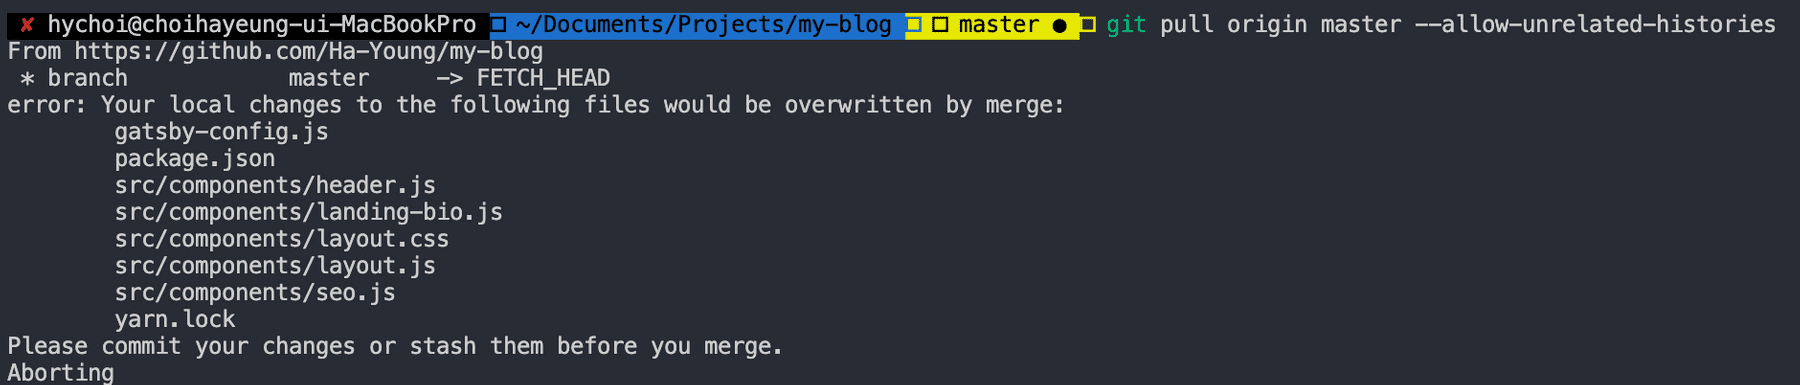 ✘ hychoi@choihayeung-ui-MacBookPro ~/Documents/Projects/my-blog master ● git pull origin master --allow-unrelated-histories
From https://github.com/Ha-Young/my-blog
 * branch            master     -> FETCH_HEAD
error: Your local changes to the following files would be overwritten by merge:
        gatsby-config.js
        package.json
        src/components/header.js
        src/components/landing-bio.js
        src/components/layout.css
        src/components/layout.js
        src/components/seo.js
        yarn.lock
Please commit your changes or stash them before you merge.
Aborting